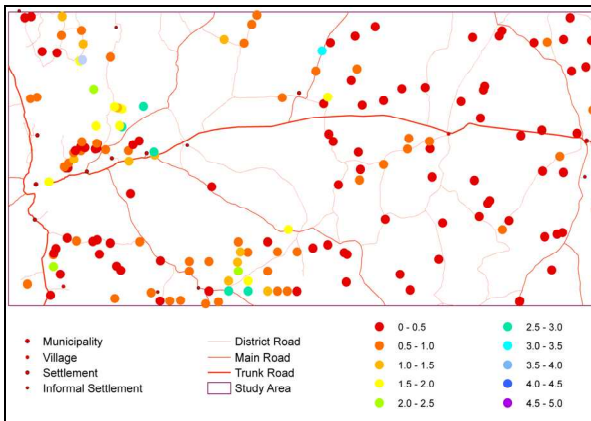 Municipality
Village
Settlement
Informal Settlement
District Road
Main Road
Trunk Road
Study Area
0 - 0.5
0.5 - 1.0
1.0 - 1.5
1.5 - 2.0
2.0 - 2.5
2.5 - 3.0
3.0 - 3.5
3.5 - 4.0
4.0 - 4.5
4.5 - 5.0